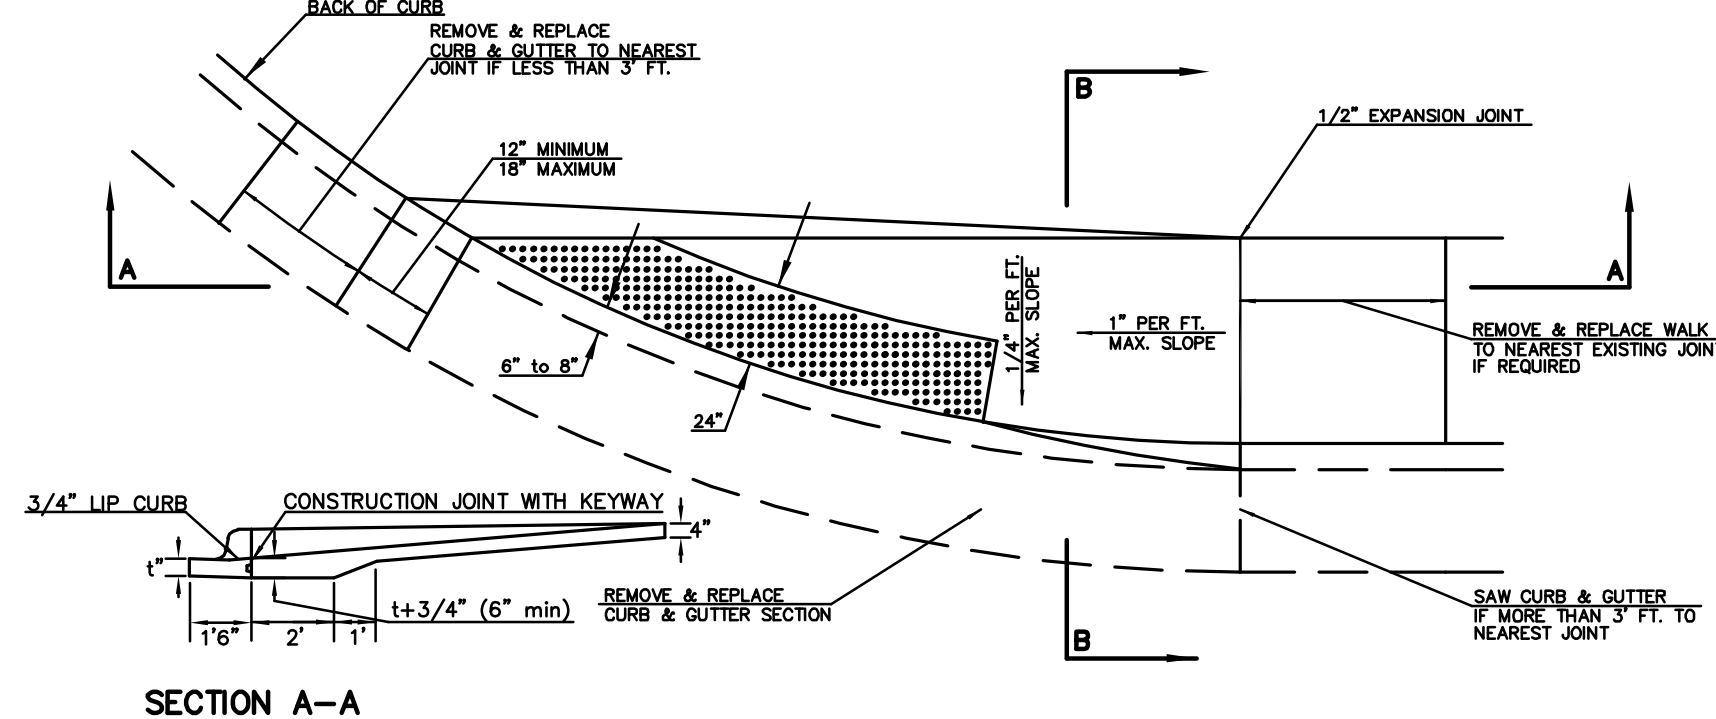 BACK OF CURB
REMOVE & REPLACE
CURB & GUTTER TO NEAREST
JOINT IF LESS THAN 3' FT.
B
1/2" EXPANSION JOINT
12" MINIMUM
18" MAXIMUM
A
A
1/4" PER FT.
MAX. SLOPE
1" PER FT.
MAX. SLOPE
REMOVE & REPLACE WALK
TO NEAREST EXISTING JOINT
IF REQUIRED
6" to 8"
24"
3/4" LIP CURB
CONSTRUCTION JOINT WITH KEYWAY
4"
t"
REMOVE & REPLACE
CURB & GUTTER SECTION
t+3/4" (6" min)
1'6"
2'
1'
B
SAW CURB & GUTTER
IF MORE THAN 3' FT. TO
NEAREST JOINT
SECTION A-A